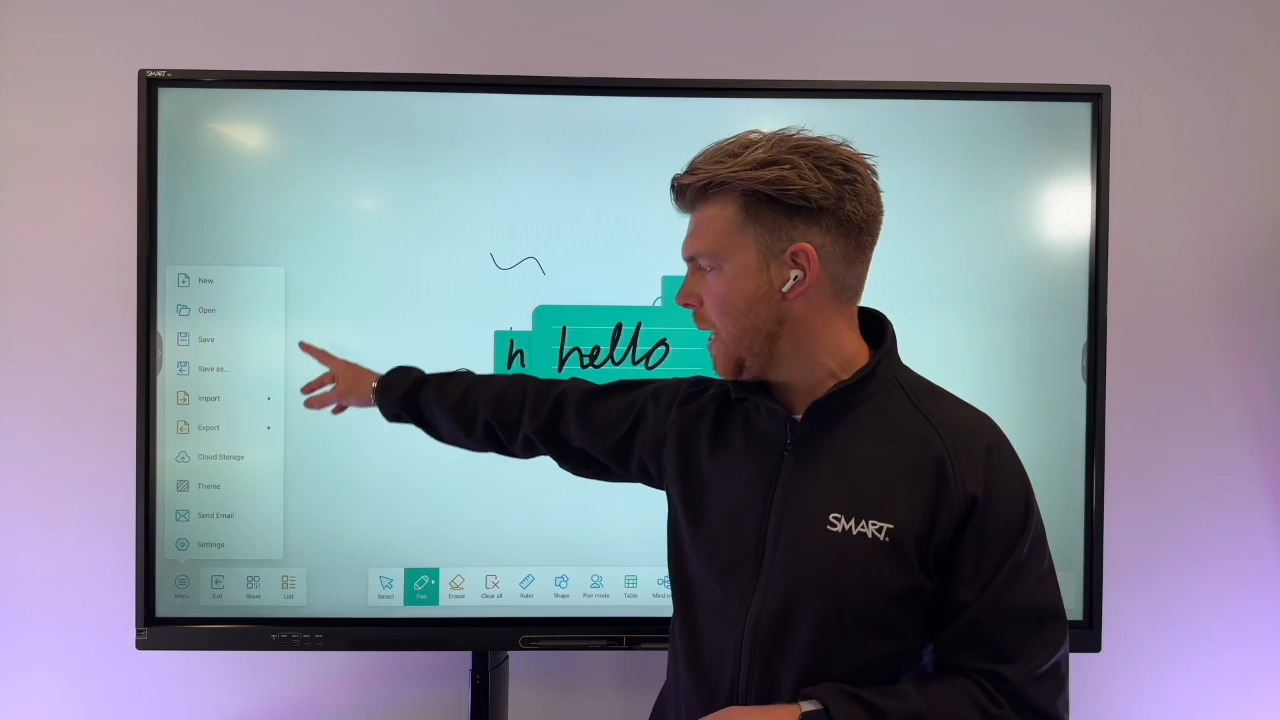 SMART
New
Open
Save
Save as..
Import
Export
Cloud Storage
Theme
Send Email
Settings
h
hello
Menu
Exit
Share
List
Select
Pen
Eraser
Clear all
Ruler
Shape
Pair mode
Table
Mind m
SMART